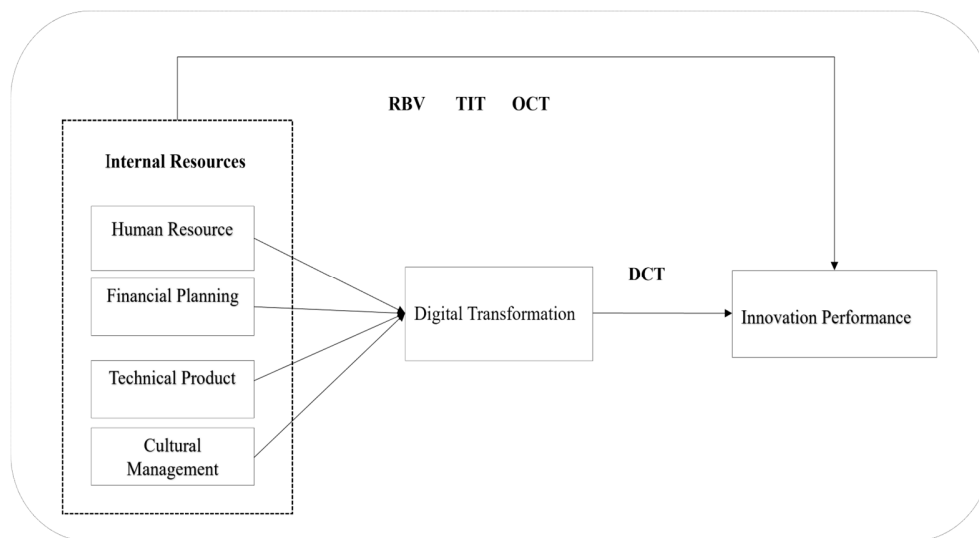 RBV TIT OCT
Internal Resources
Human Resource
Financial Planning
Technical Product
Cultural
Management
Digital Transformation
DCT
Innovation Performance